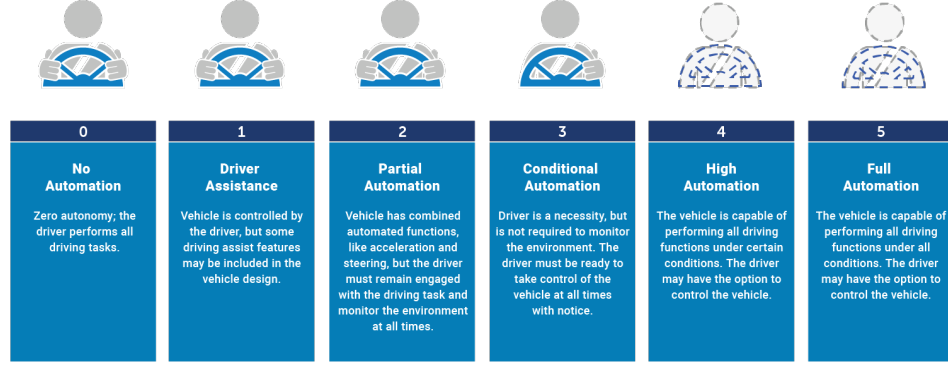 0
No
Automation
Zero autonomy; the
driver performs all
driving tasks.
1
Driver
Assistance
Vehicle is controlled by
the driver, but some
driving assist features
may be included in the
vehicle design.
2
Partial
Automation
Vehicle has combined
automated functions,
like acceleration and
steering, but the driver
must remain engaged
with the driving task and
monitor the environment
at all times.
3
Conditional
Automation
Driver is a necessity, but
is not required to monitor
the environment. The
driver must be ready to
take control of the
vehicle at all times
with notice.
4
High
Automation
The vehicle is capable of
performing all driving
functions under certain
conditions. The driver
may have the option to
control the vehicle.
5
Full
Automation
The vehicle is capable of
performing all driving
functions under all
conditions. The driver
may have the option to
control the vehicle.